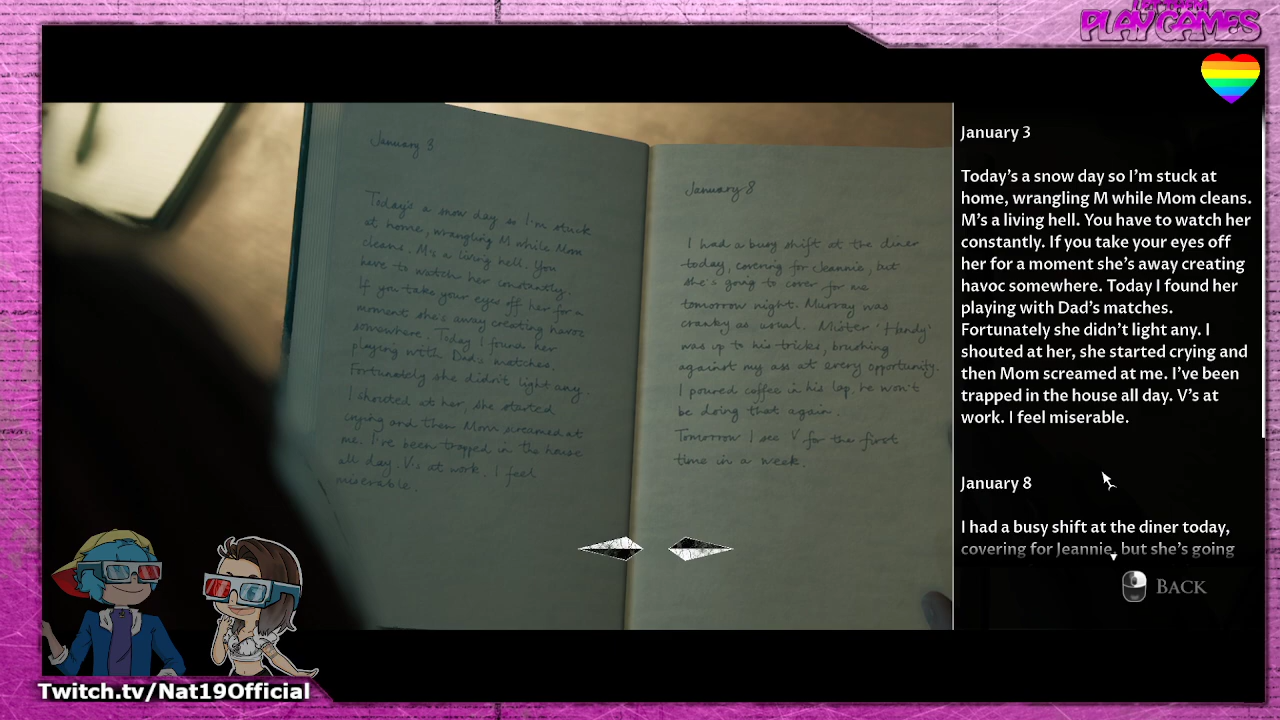 PLAY GAMES
January 3
Today's a snow day so I'm stuck
at home, wrangling M while Mom
cleans. M's a living hell. You
have to watch her constantly.
If you take your eyes off her for a
moment she's away creating havoc
somewhere. Today I found her
playing with Dad's matches.
Fortunately she didn't light any.
I shouted at her, she started
crying and then Mom screamed at
me. I've been trapped in the house
all day. V's at work. I feel
miserable.
January 8
I had a busy shift at the diner
today, covering for Jeannie, but
she's going to cover for me
tomorrow night. Murray was
cranky as usual. Mister 'Handy'
was up to his tricks, brushing
against my ass at every opportunity.
I poured coffee in his lap, he won't
be doing that again.
Tomorrow I see V for the first
time in a week.
January 3
Today's a snow day so I'm stuck at
home, wrangling M while Mom cleans.
M's a living hell. You have to watch her
constantly. If you take your eyes off
her for a moment she's away creating
havoc somewhere. Today I found her
playing with Dad's matches.
Fortunately she didn't light any. I
shouted at her, she started crying and
then Mom screamed at me. I've been
trapped in the house all day. V's at
work. I feel miserable.
January 8
I had a busy shift at the diner today,
covering for Jeannie, but she's going
BACK
Twitch.tv/Nat19Official